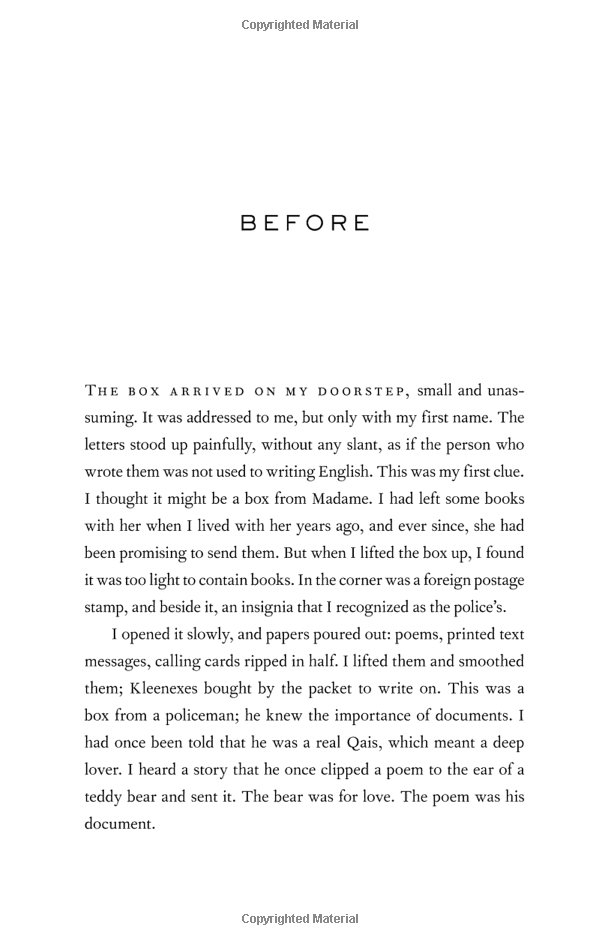 Copyrighted Material
BEFORE
THE BOX ARRIVED ON MY DOORSTEP, small and unas-
suming. It was addressed to me, but only with my first name. The
letters stood up painfully, without any slant, as if the person who
wrote them was not used to writing English. This was my first clue.
I thought it might be a box from Madame. I had left some books
with her when I lived with her years ago, and ever since, she had
been promising to send them. But when I lifted the box up, I found
it was too light to contain books. In the corner was a foreign postage
stamp, and beside it, an insignia that I recognized as the police’s.
I opened it slowly, and papers poured out: poems, printed text
messages, calling cards ripped in half. I lifted them and smoothed
them; Kleenexes bought by the packet to write on. This was a
box from a policeman; he knew the importance of documents. I
had once been told that he was a real Qais, which meant a deep
lover. I heard a story that he once clipped a poem to the ear of a
teddy bear and sent it. The bear was for love. The poem was his
document.
Copyrighted Material